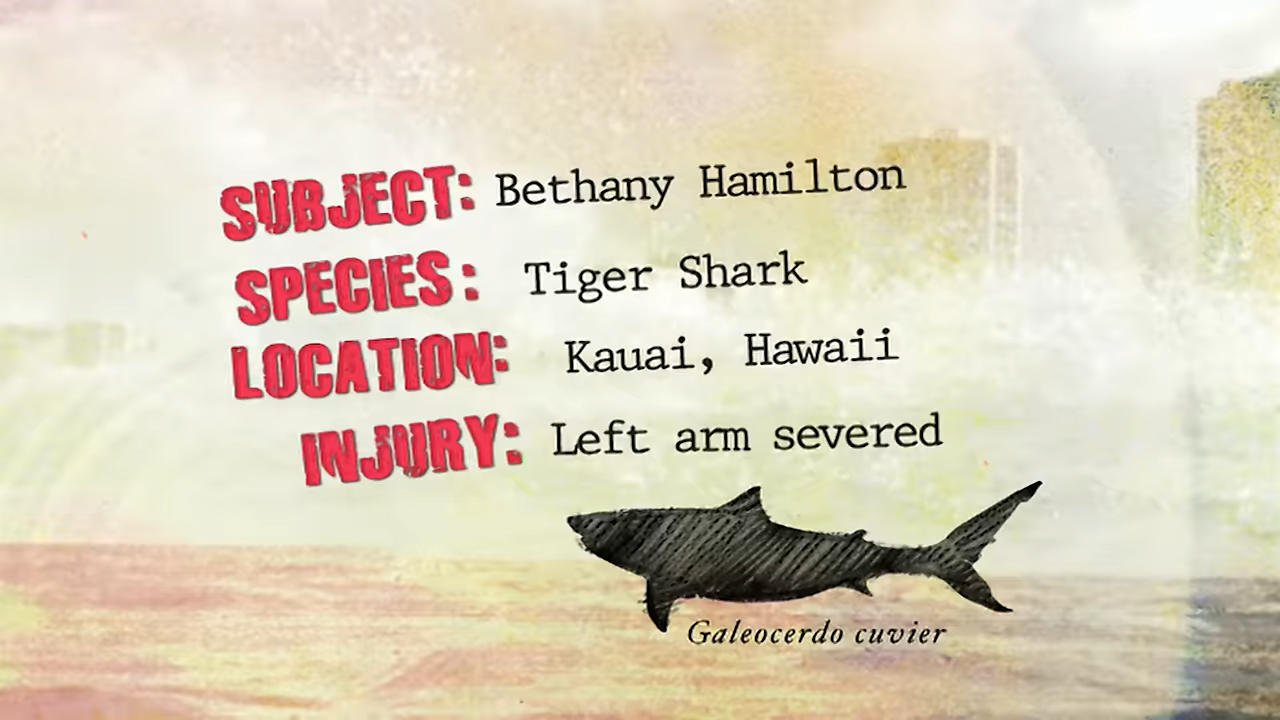 SUBJECT: Bethany Hamilton
SPECIES: Tiger Shark
LOCATION: Kauai, Hawaii
INJURY: Left arm severed
Galeocerdo cuvier